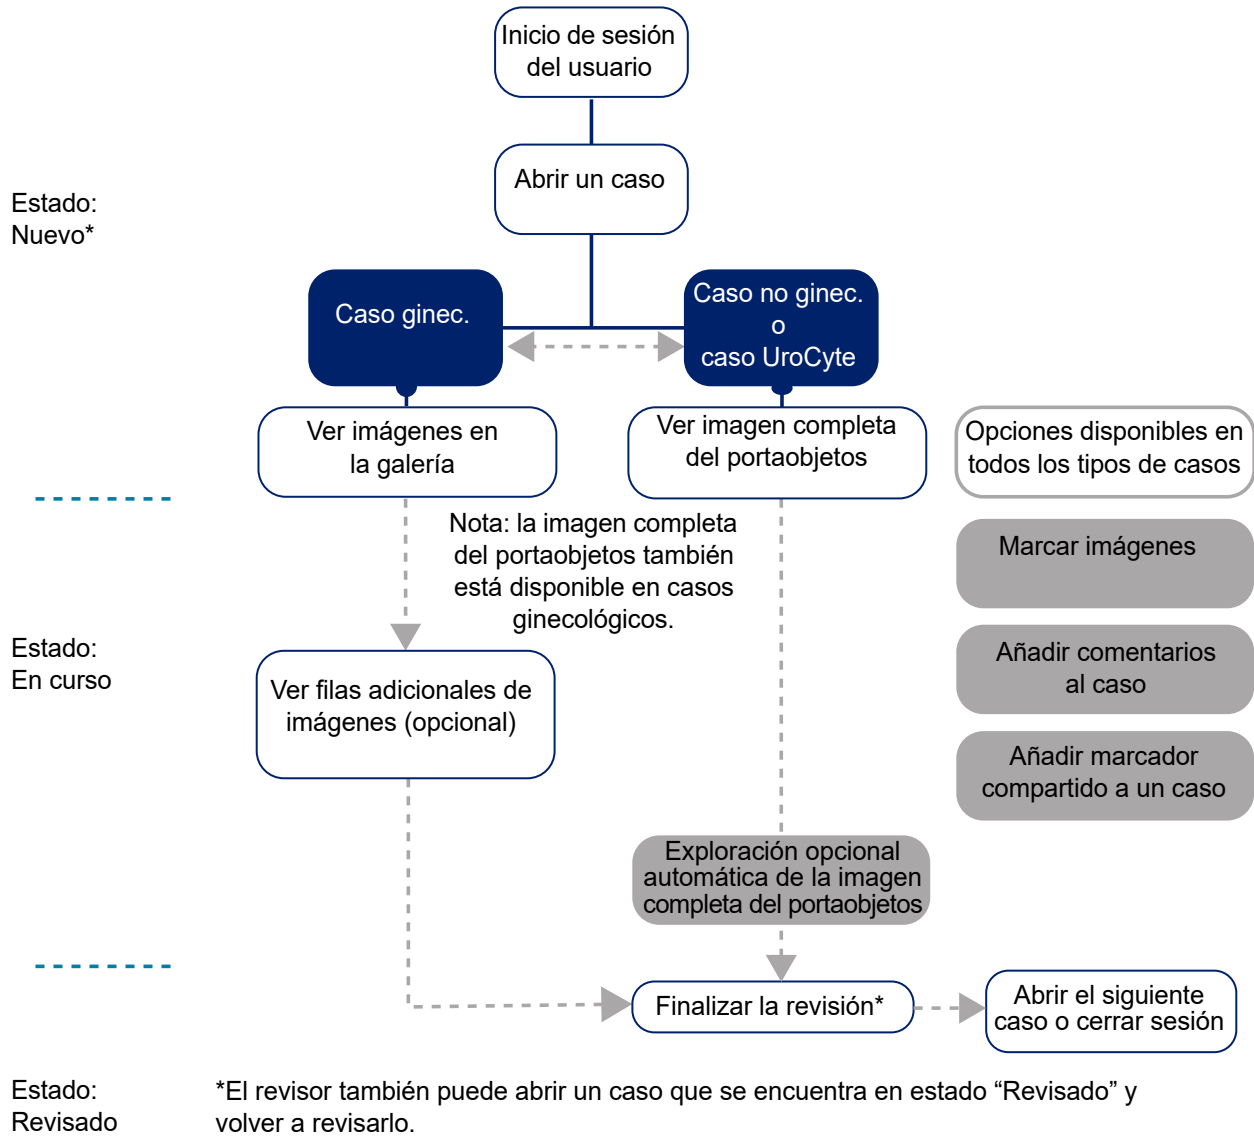 Inicio de sesión
del usuario
Abrir un caso
Estado:
Nuevo*
Caso ginec.
Caso no ginec.
o
caso UroCyte
Ver imágenes en
la galería
Ver imagen completa
del portaobjetos
Opciones disponibles en
todos los tipos de casos
Nota: la imagen completa
del portaobjetos también
está disponible en casos
ginecológicos.
Marcar imágenes
Estado:
En curso
Ver filas adicionales de
imágenes (opcional)
Añadir comentarios
al caso
Añadir marcador
compartido a un caso
Exploración opcional
automática de la imagen
completa del portaobjetos
Finalizar la revisión*
Abrir el siguiente
caso o cerrar sesión
Estado:
Revisado
*El revisor también puede abrir un caso que se encuentra en estado “Revisado” y
volver a revisarlo.